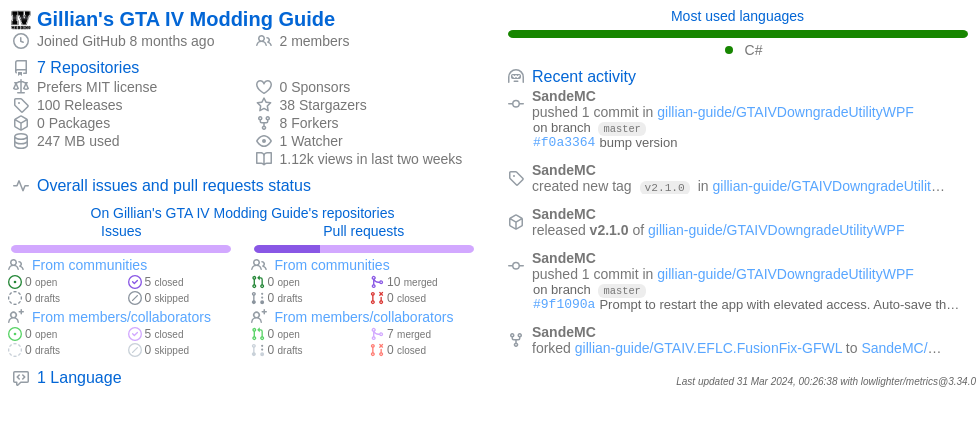 Gillian's GTA IV Modding Guide
Joined GitHub 8 months ago
2 members
7 Repositories
Prefers MIT license
100 Releases
0 Packages
247 MB used
0 Sponsors
38 Stargazers
8 Forkers
1 Watcher
1.12k views in last two weeks
Overall issues and pull requests status
On Gillian's GTA IV Modding Guide's repositories
Issues
From communities
0 open
5 closed
0 drafts
0 skipped
From members/collaborators
0 open
5 closed
0 drafts
0 skipped
Pull requests
From communities
0 open
10 merged
0 drafts
0 closed
From members/collaborators
0 open
7 merged
0 drafts
0 closed
1 Language
Most used languages
C#
Recent activity
SandeMC
pushed 1 commit in gillian-guide/GTAIVDowngradeUtilityWPF
on branch master
#f0a3364 bump version
SandeMC
created new tag v2.1.0 in gillian-guide/GTAIVDowngradeUtilit…
SandeMC
released v2.1.0 of gillian-guide/GTAIVDowngradeUtilityWPF
SandeMC
pushed 1 commit in gillian-guide/GTAIVDowngradeUtilityWPF
on branch master
#9f1090a Prompt to restart the app with elevated access. Auto-save th…
SandeMC
forked gillian-guide/GTAIV.EFLC.FusionFix-GFWL to SandeMC/…
Last updated 31 Mar 2024, 00:26:38 with lowlighter/metrics@3.34.0